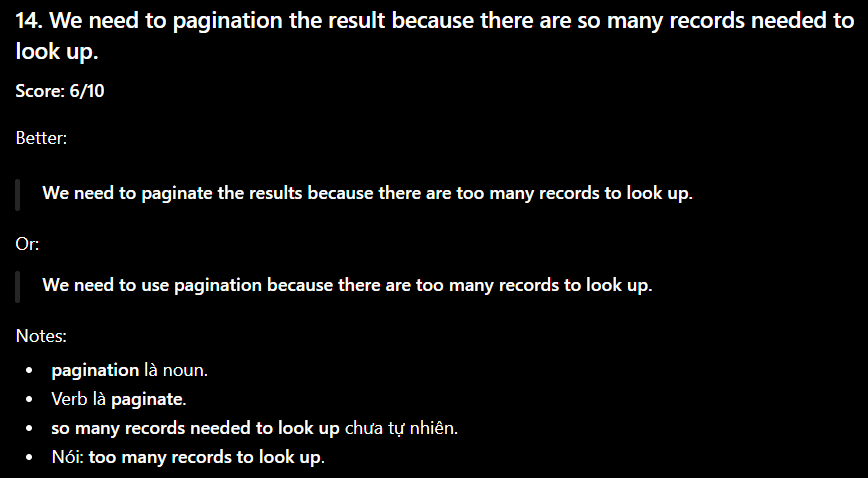 14. We need to pagination the result because there are so many records needed to
look up.
Score: 6/10
Better:
We need to paginate the results because there are too many records to look up.
Or:
We need to use pagination because there are too many records to look up.
Notes:
• pagination là noun.
• Verb là paginate.
• so many records needed to look up chưa tự nhiên.
• Nói: too many records to look up.